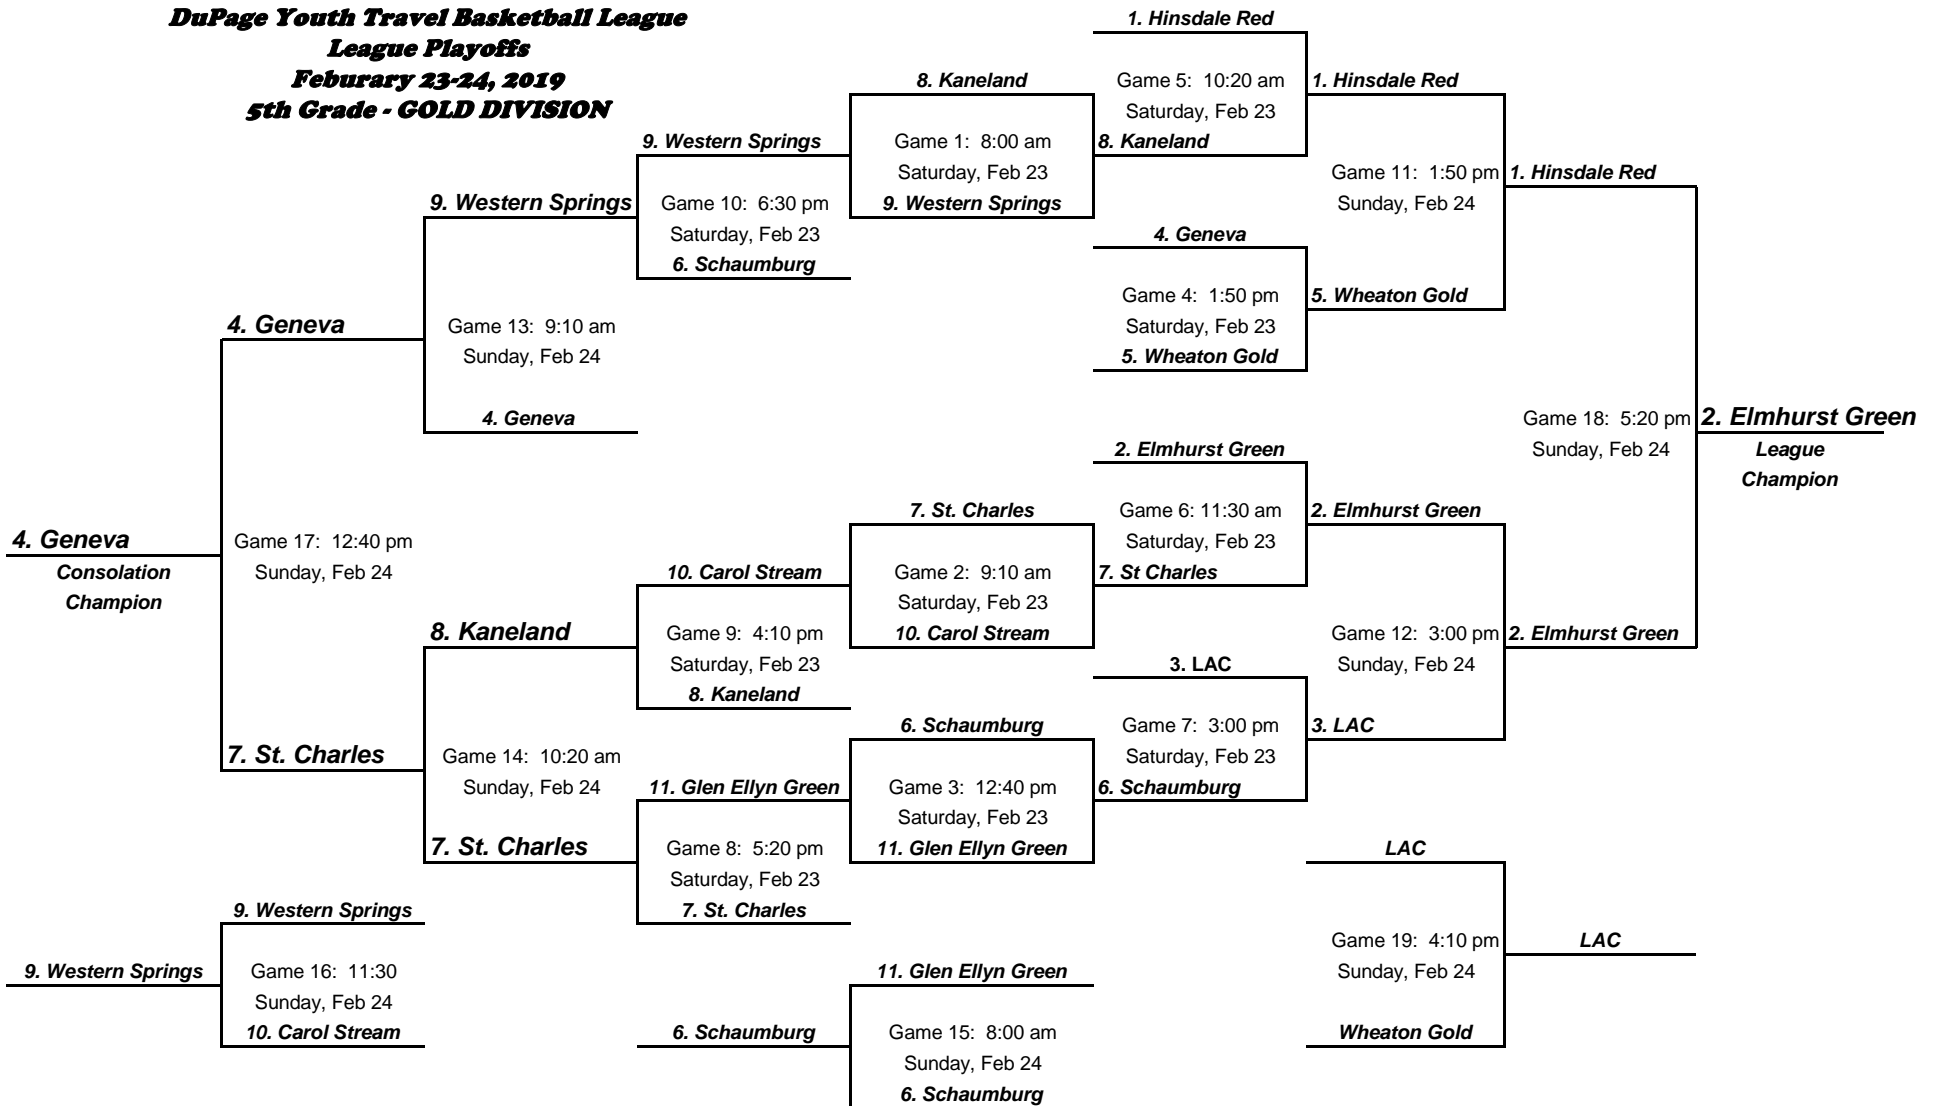 DuPage Youth Travel Basketball League
League Playoffs
Feburary 23-24, 2019
5th Grade - GOLD DIVISION
1. Hinsdale Red
8. Kaneland
Game 5: 10:20 am
1. Hinsdale Red
Saturday, Feb 23
9. Western Springs
Game 1: 8:00 am
8. Kaneland
Saturday, Feb 23
Game 11: 1:50 pm
1. Hinsdale Red
9. Western Springs
Game 10: 6:30 pm
9. Western Springs
Sunday, Feb 24
Saturday, Feb 23
4. Geneva
6. Schaumburg
Game 4: 1:50 pm
5. Wheaton Gold
4. Geneva
Game 13: 9:10 am
Saturday, Feb 23
Sunday, Feb 24
5. Wheaton Gold
4. Geneva
Game 18: 5:20 pm
2. Elmhurst Green
2. Elmhurst Green
Sunday, Feb 24
League
Champion
7. St. Charles
Game 6: 11:30 am
2. Elmhurst Green
4. Geneva
Game 17: 12:40 pm
Saturday, Feb 23
Consolation
Sunday, Feb 24
10. Carol Stream
Game 2: 9:10 am
7. St Charles
Champion
Saturday, Feb 23
8. Kaneland
Game 9: 4:10 pm
10. Carol Stream
Game 12: 3:00 pm
2. Elmhurst Green
Saturday, Feb 23
3. LAC
Sunday, Feb 24
8. Kaneland
6. Schaumburg
Game 7: 3:00 pm
3. LAC
7. St. Charles
Game 14: 10:20 am
Saturday, Feb 23
Sunday, Feb 24
11. Glen Ellyn Green
Game 3: 12:40 pm
6. Schaumburg
Saturday, Feb 23
7. St. Charles
Game 8: 5:20 pm
11. Glen Ellyn Green
LAC
Saturday, Feb 23
9. Western Springs
7. St. Charles
Game 19: 4:10 pm
LAC
9. Western Springs
Game 16: 11:30
11. Glen Ellyn Green
Sunday, Feb 24
Sunday, Feb 24
10. Carol Stream
6. Schaumburg
Game 15: 8:00 am
Wheaton Gold
Sunday, Feb 24
6. Schaumburg